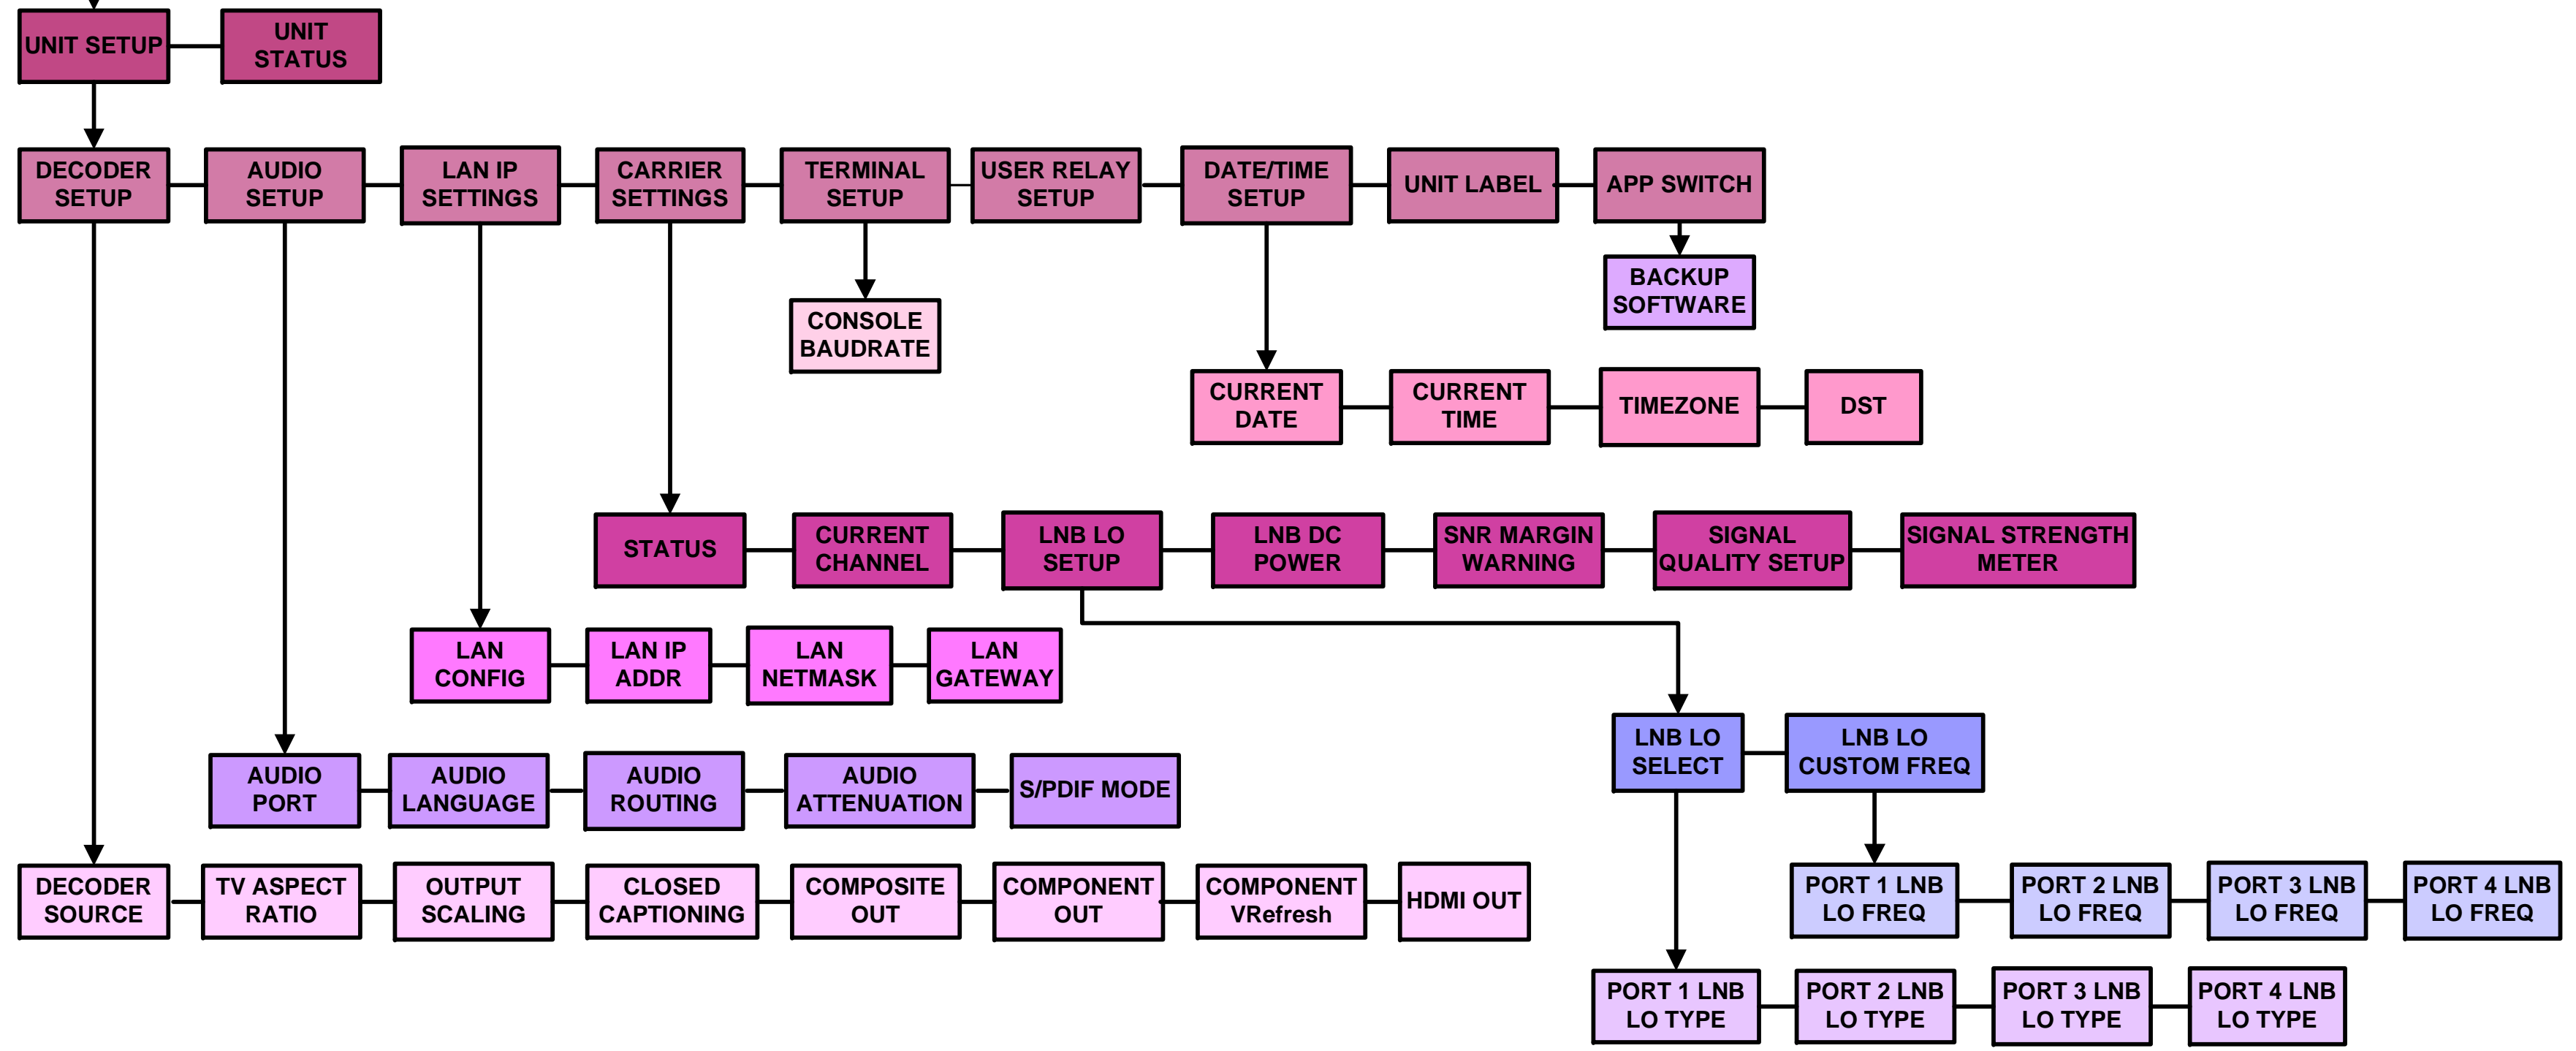 UNIT SETUP
UNIT
STATUS
DECODER
SETUP
AUDIO
SETUP
LAN IP
SETTINGS
CARRIER
SETTINGS
TERMINAL
SETUP
USER RELAY
SETUP
DATE/TIME
SETUP
UNIT LABEL
APP SWITCH
BACKUP
SOFTWARE
CONSOLE
BAUDRATE
CURRENT
DATE
CURRENT
TIME
TIMEZONE
DST
STATUS
CURRENT
CHANNEL
LNB LO
SETUP
LNB DC
POWER
SNR MARGIN
WARNING
SIGNAL
QUALITY SETUP
SIGNAL STRENGTH
METER
LAN
CONFIG
LAN IP
ADDR
LAN
NETMASK
LAN
GATEWAY
LNB LO
SELECT
LNB LO
CUSTOM FREQ
AUDIO
PORT
AUDIO
LANGUAGE
AUDIO
ROUTING
AUDIO
ATTENUATION
S/PDIF MODE
DECODER
SOURCE
TV ASPECT
RATIO
OUTPUT
SCALING
CLOSED
CAPTIONING
COMPOSITE
OUT
COMPONENT
OUT
COMPONENT
VRefresh
HDMI OUT
PORT 1 LNB
LO FREQ
PORT 2 LNB
LO FREQ
PORT 3 LNB
LO FREQ
PORT 4 LNB
LO FREQ
PORT 1 LNB
LO TYPE
PORT 2 LNB
LO TYPE
PORT 3 LNB
LO TYPE
PORT 4 LNB
LO TYPE